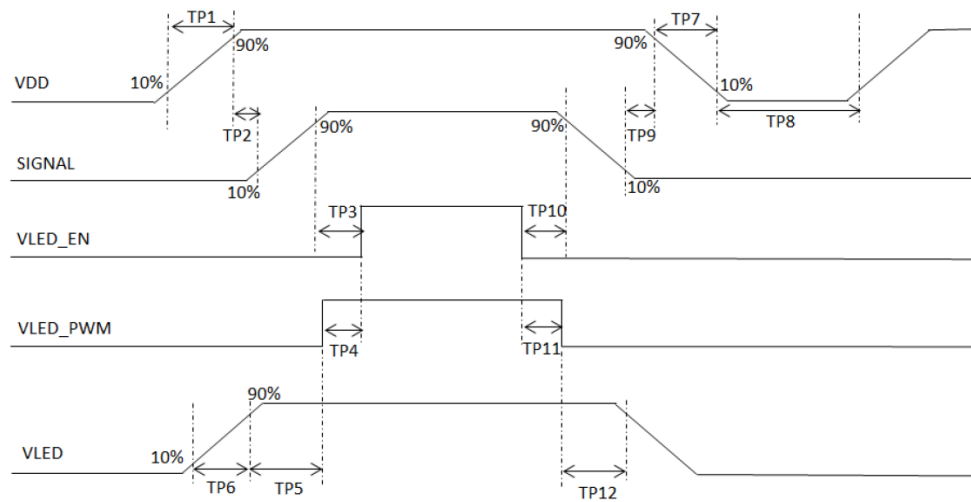 TP1
TP7
90%
90%
10%
10%
VDD
TP2
TP9
TP8
90%
90%
SIGNAL
10%
10%
TP3
TP10
VLED_EN
VLED_PWM
TP4
TP11
90%
VLED
10%
TP6
TP5
TP12